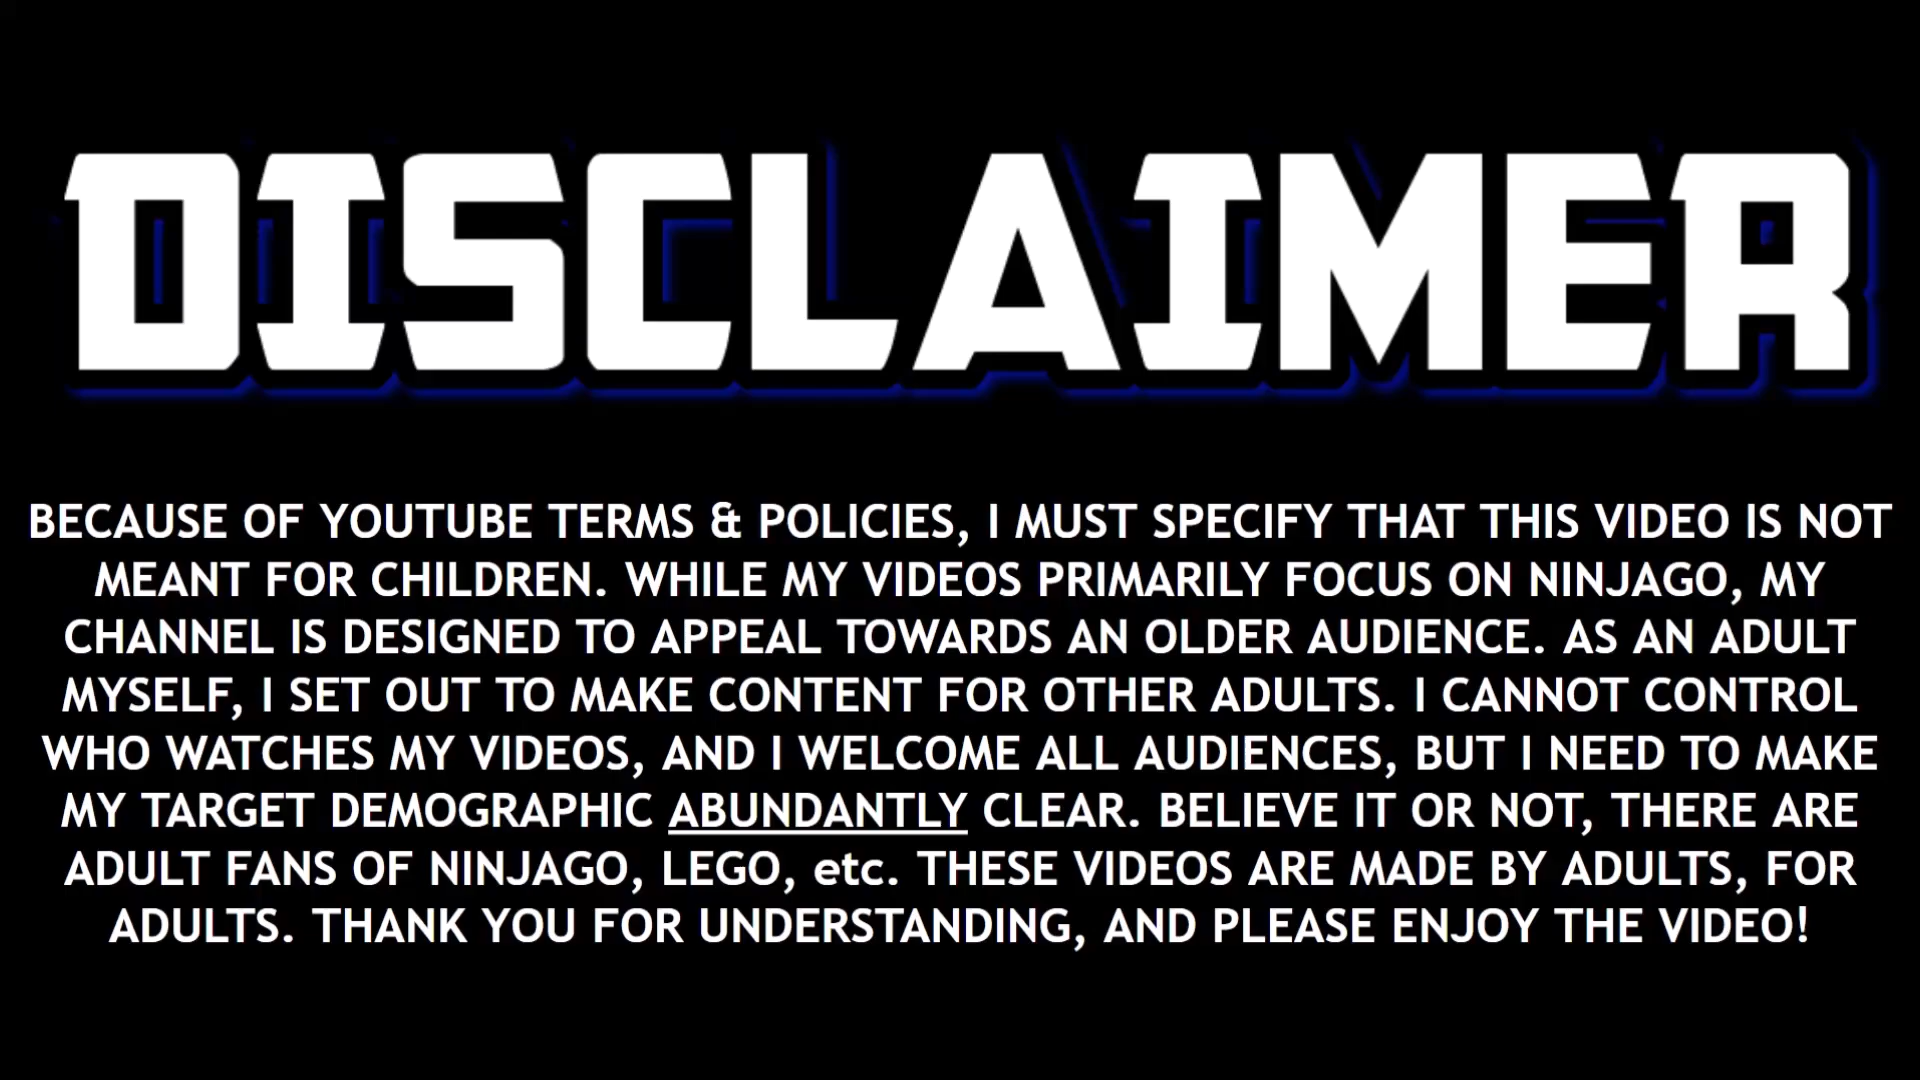 DISCLAIMER
BECAUSE OF YOUTUBE TERMS & POLICIES, I MUST SPECIFY THAT THIS VIDEO IS NOT
MEANT FOR CHILDREN. WHILE MY VIDEOS PRIMARILY FOCUS ON NINJAGO, MY
CHANNEL IS DESIGNED TO APPEAL TOWARDS AN OLDER AUDIENCE. AS AN ADULT
MYSELF, I SET OUT TO MAKE CONTENT FOR OTHER ADULTS. I CANNOT CONTROL
WHO WATCHES MY VIDEOS, AND I WELCOME ALL AUDIENCES, BUT I NEED TO MAKE
MY TARGET DEMOGRAPHIC ABUNDANTLY CLEAR. BELIEVE IT OR NOT, THERE ARE
ADULT FANS OF NINJAGO, LEGO, etc. THESE VIDEOS ARE MADE BY ADULTS, FOR
ADULTS. THANK YOU FOR UNDERSTANDING, AND PLEASE ENJOY THE VIDEO!